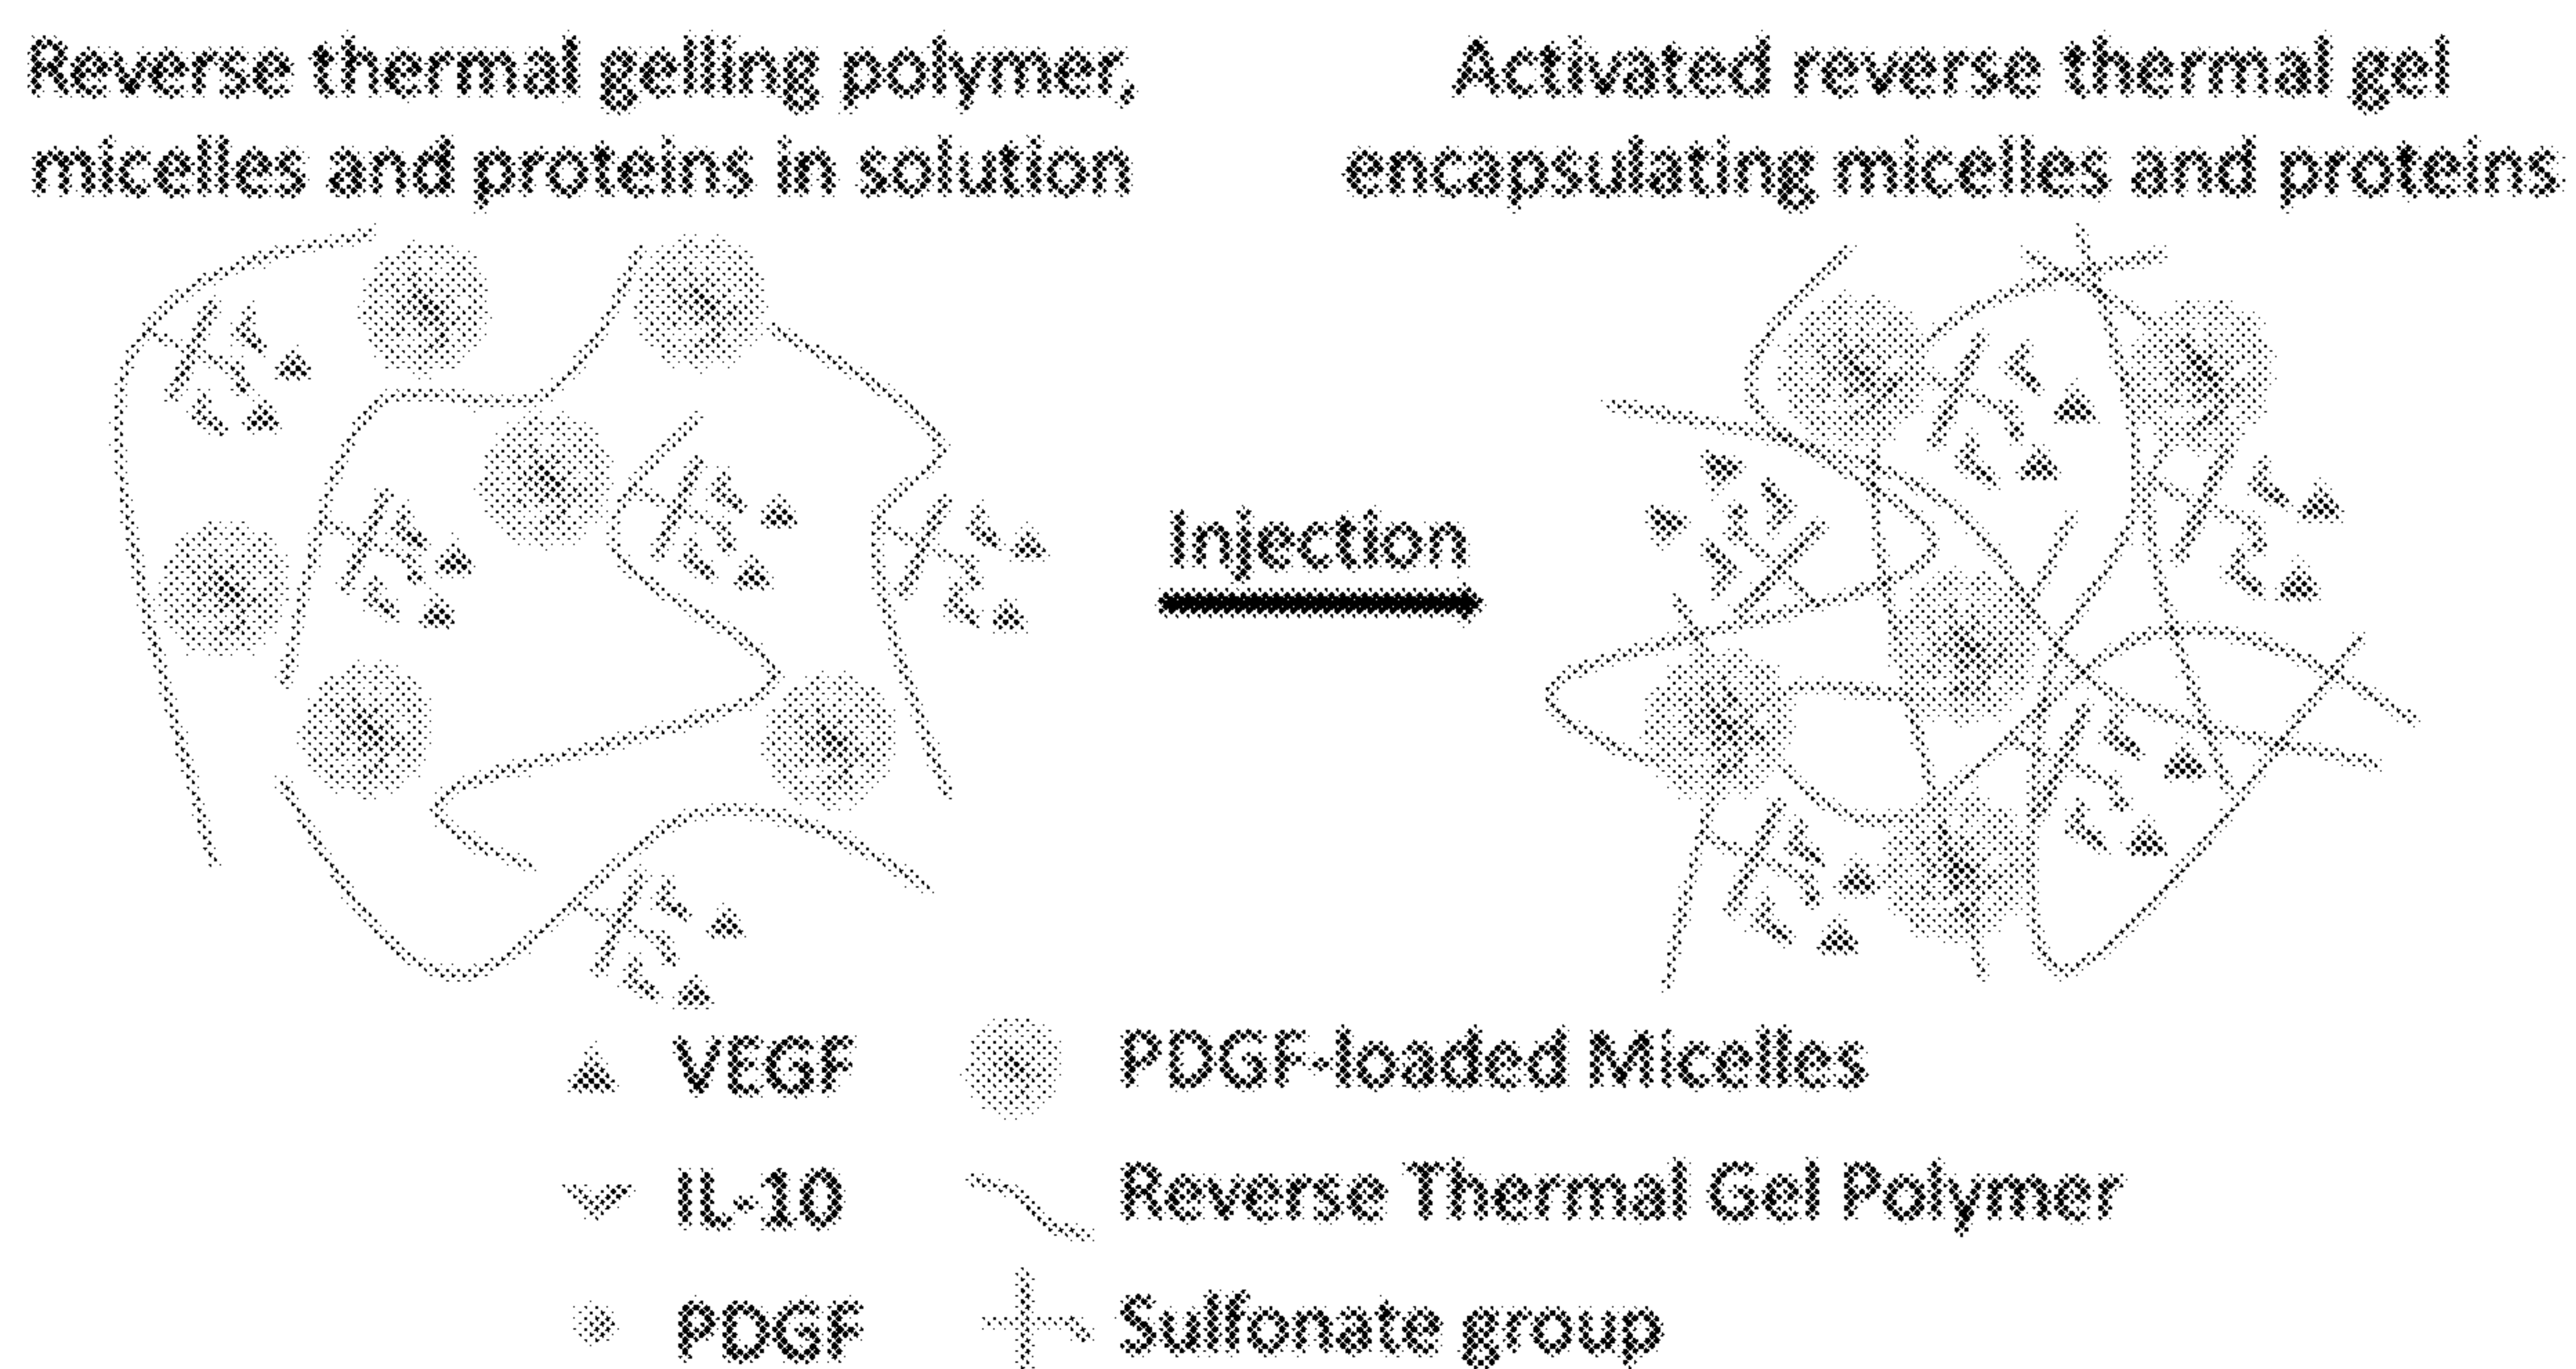 Reverse thermal gelling polymer,
micelles and proteins in solution
Activated reverse thermal gel
encapsulating micelles and proteins
Injection
VEGF
PDGF-loaded Micelles
IL-10
Reverse Thermal Gel Polymer
PDGF
Sulfonate group